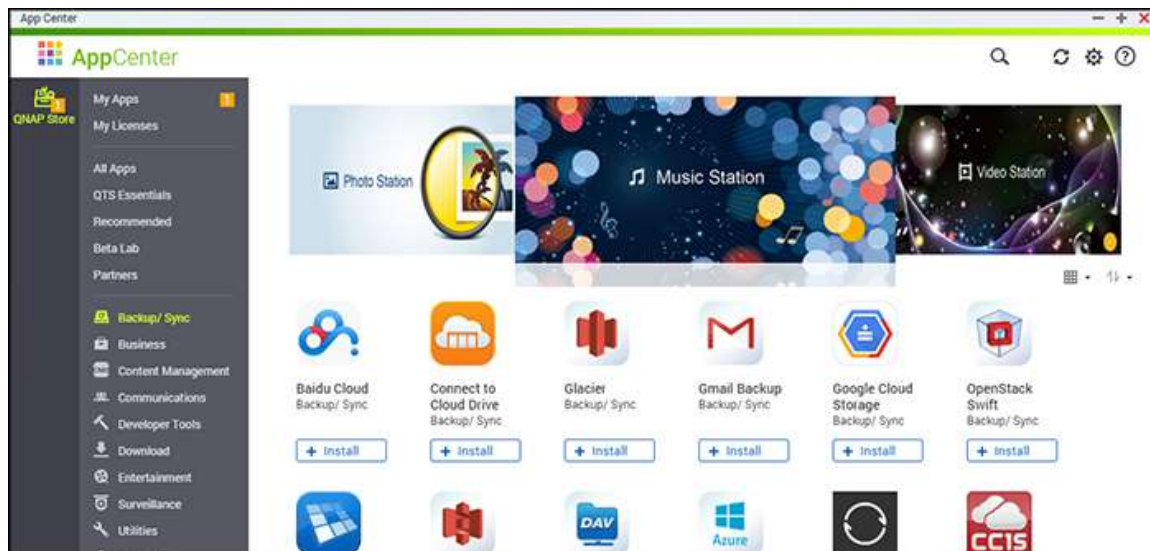 App Center
AppCenter
QNAP Store
1
My Apps
1
My Licenses
All Apps
QTS Essentials
Recommended
Beta Lab
Partners
Backup/ Sync
Business
Content Management
Communications
Developer Tools
Download
Entertainment
Surveillance
Utilities
Photo Station
Music Station
Video Station
Baidu Cloud
Backup/ Sync
+ Install
Connect to
Cloud Drive
Backup/ Sync
+ Install
Glacier
Backup/ Sync
+ Install
Gmail Backup
Backup/ Sync
+ Install
Google Cloud
Storage
Backup/ Sync
+ Install
OpenStack
Swift
Backup/ Sync
+ Install
DAV
Azure
CC1S